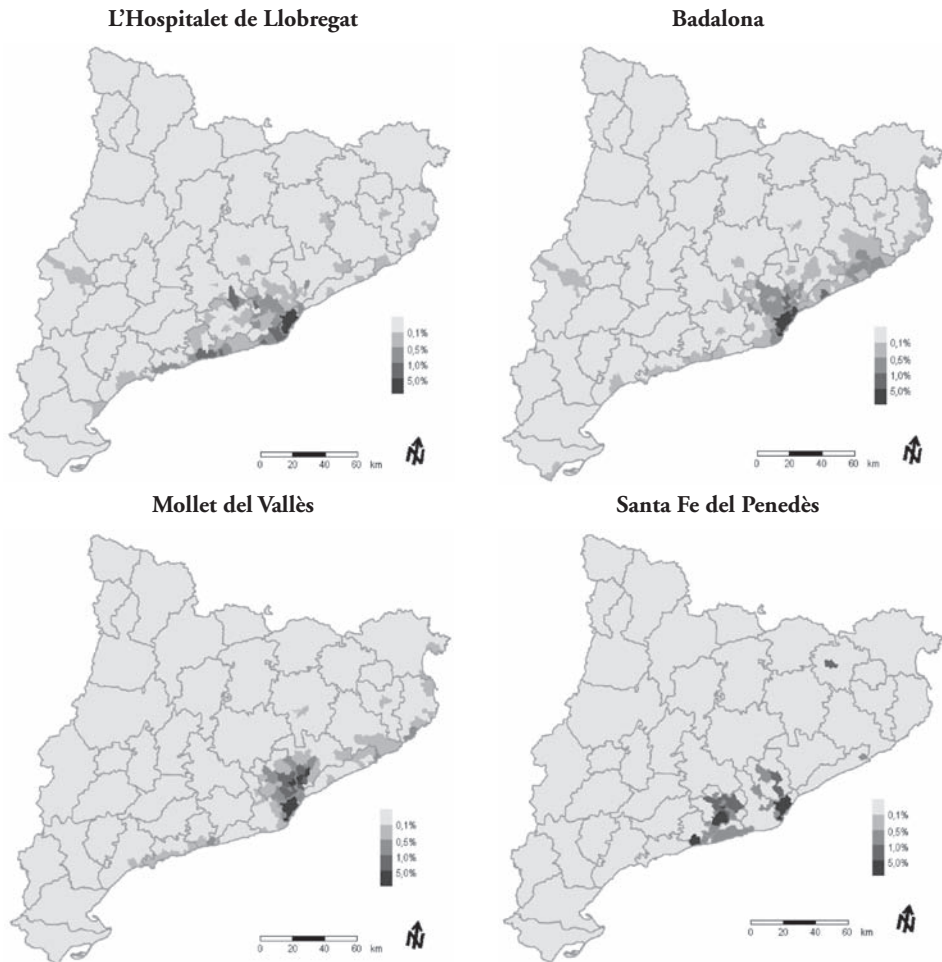 L’Hospitalet de Llobregat
Badalona
0,1%
0,5%
1,0%
5,0%
0 20 40 60 km
N
0,1%
0,5%
1,0%
5,0%
0 20 40 60 km
N
Mollet del Vallès
Santa Fe del Penedès
0,1%
0,5%
1,0%
5,0%
0 20 40 60 km
N
0,1%
0,5%
1,0%
5,0%
0 20 40 60 km
N